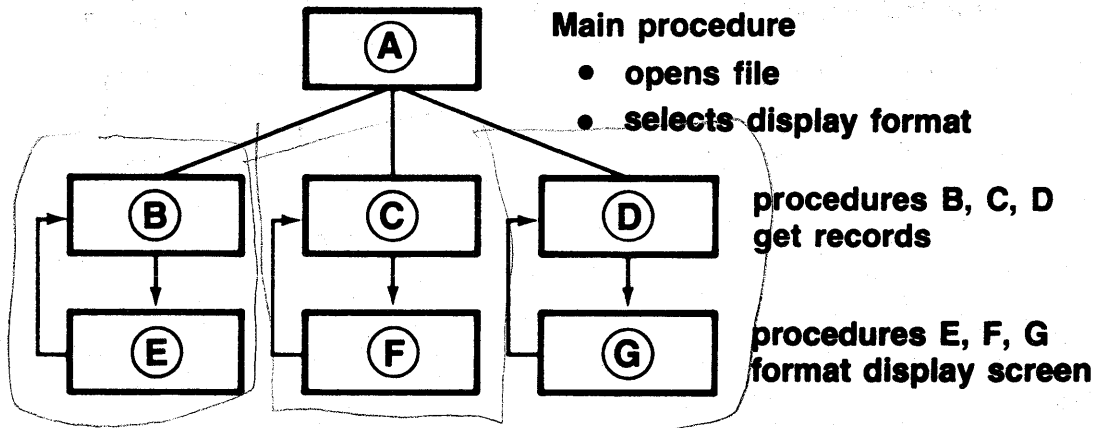 A
Main procedure
• opens file
• selects display format
B
C
D
procedures B, C, D
get records
E
F
G
procedures E, F, G
format display screen